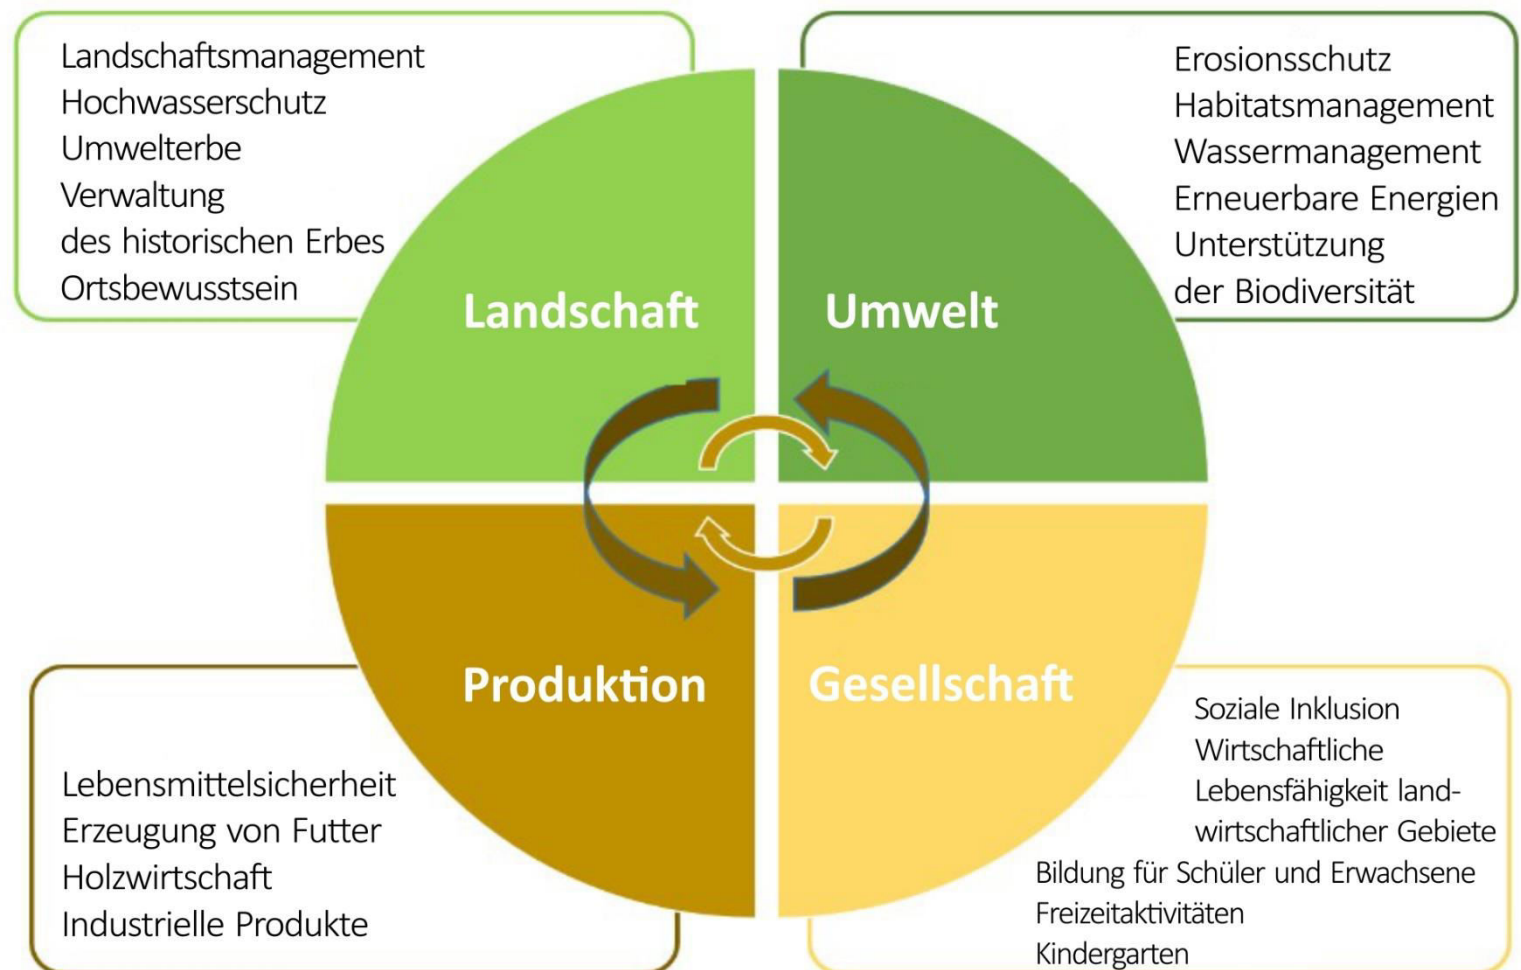 Landschaftsmanagement
Hochwasserschutz
Umwelterbe
Verwaltung
des historischen Erbes
Ortsbewusstsein
Erosionsschutz
Habitatsmanagement
Wassermanagement
Erneuerbare Energien
Unterstützung
der Biodiversität
Landschaft
Umwelt
Produktion
Gesellschaft
Lebensmittelsicherheit
Erzeugung von Futter
Holzwirtschaft
Industrielle Produkte
Soziale Inklusion
Wirtschaftliche
Lebensfähigkeit land-
wirtschaftlicher Gebiete
Bildung für Schüler und Erwachsene
Freizeitaktivitäten
Kindergarten